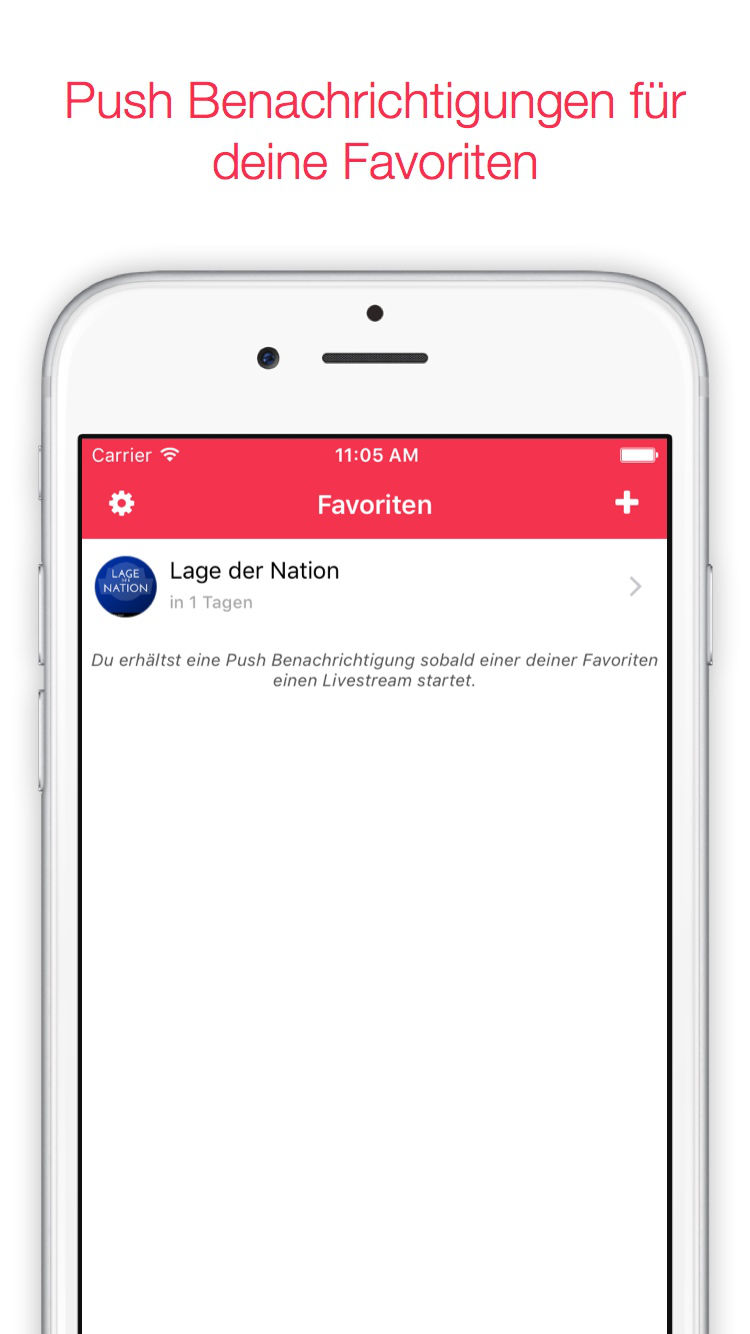 Push Benachrichtigungen für
deine Favoriten
Carrier 11:05 AM
Favoriten
LAGE
DER
NATION
Lage der Nation
in 1 Tagen
Du erhältst eine Push Benachrichtigung sobald einer deiner Favoriten
einen Livestream startet.